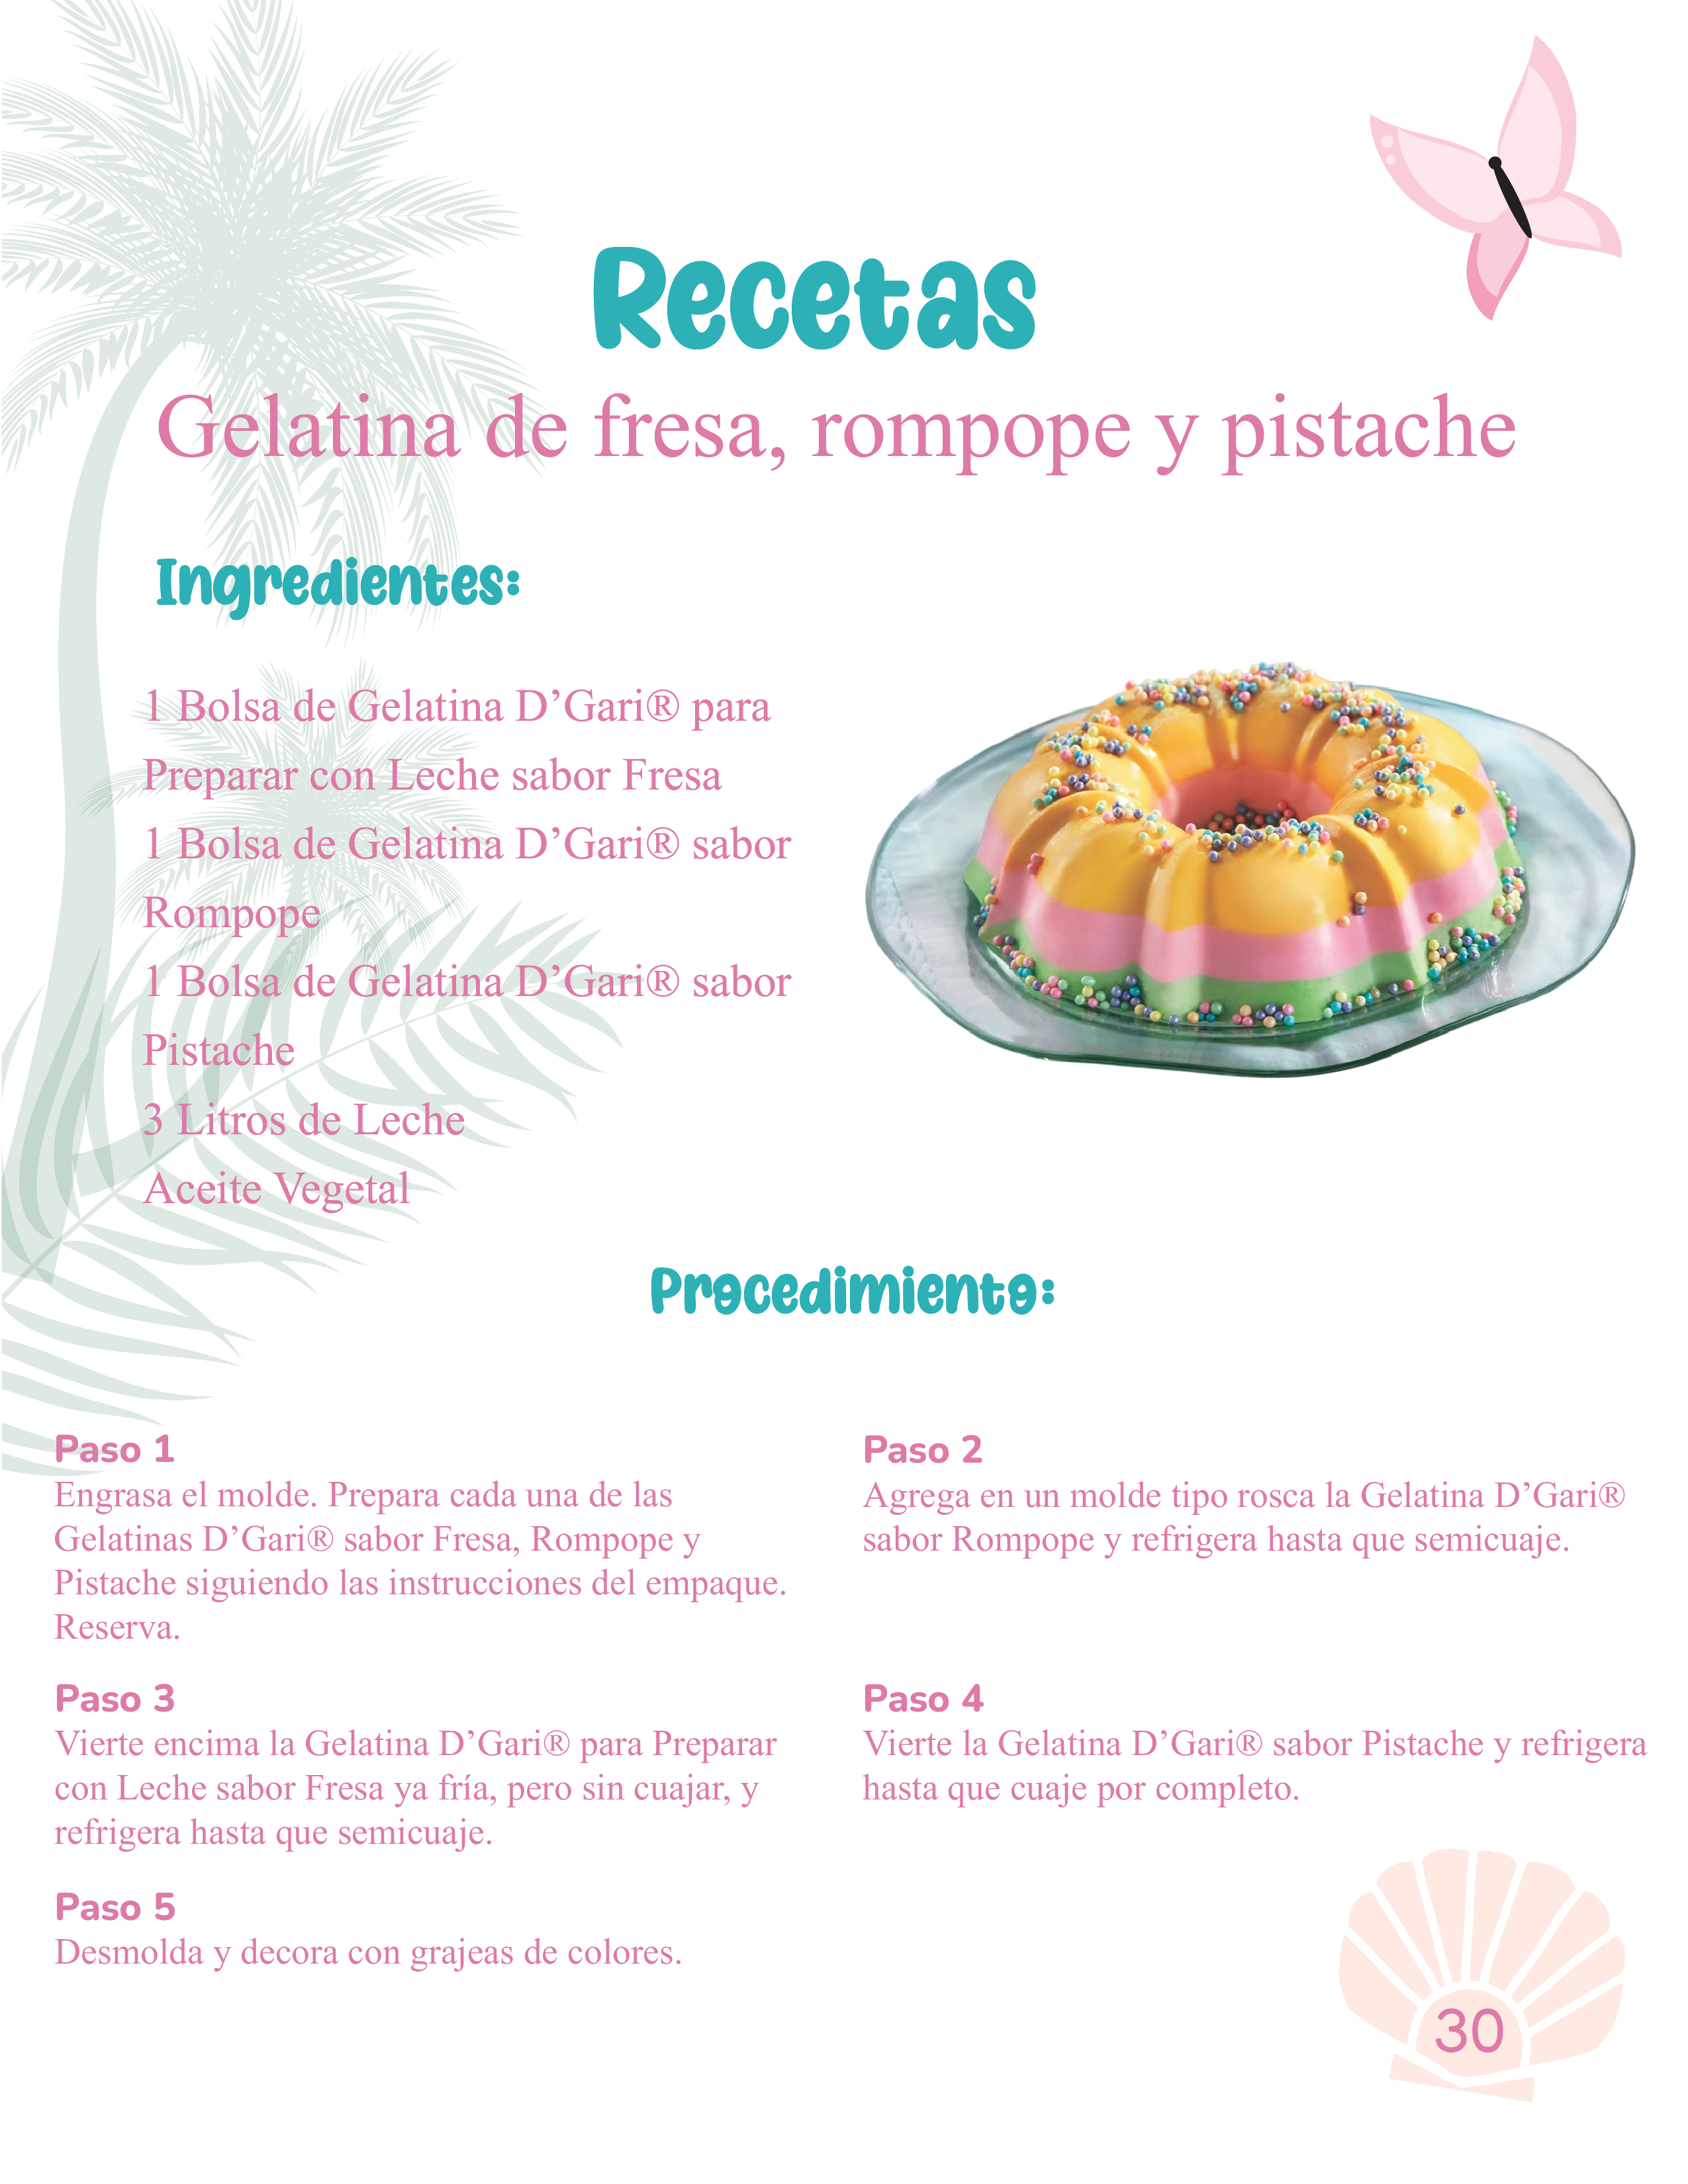 Recetas
Gelatina de fresa, rompope y pistache
Ingredientes:
1 Bolsa de Gelatina D’Gari® para
Preparar con Leche sabor Fresa
1 Bolsa de Gelatina D’Gari® sabor
Rompope
1 Bolsa de Gelatina D’Gari® sabor
Pistache
3 Litros de Leche
Aceite Vegetal
Procedimiento:
Paso 1
Engrasa el molde. Prepara cada una de las
Gelatinas D’Gari® sabor Fresa, Rompope y
Pistache siguiendo las instrucciones del empaque.
Reserva.
Paso 2
Agrega en un molde tipo rosca la Gelatina D’Gari®
sabor Rompope y refrigera hasta que semicuaje.
Paso 3
Vierte encima la Gelatina D’Gari® para Preparar
con Leche sabor Fresa ya fría, pero sin cuajar, y
refrigera hasta que semicuaje.
Paso 4
Vierte la Gelatina D’Gari® sabor Pistache y refrigera
hasta que cuaje por completo.
Paso 5
Desmolda y decora con grajeas de colores.
30